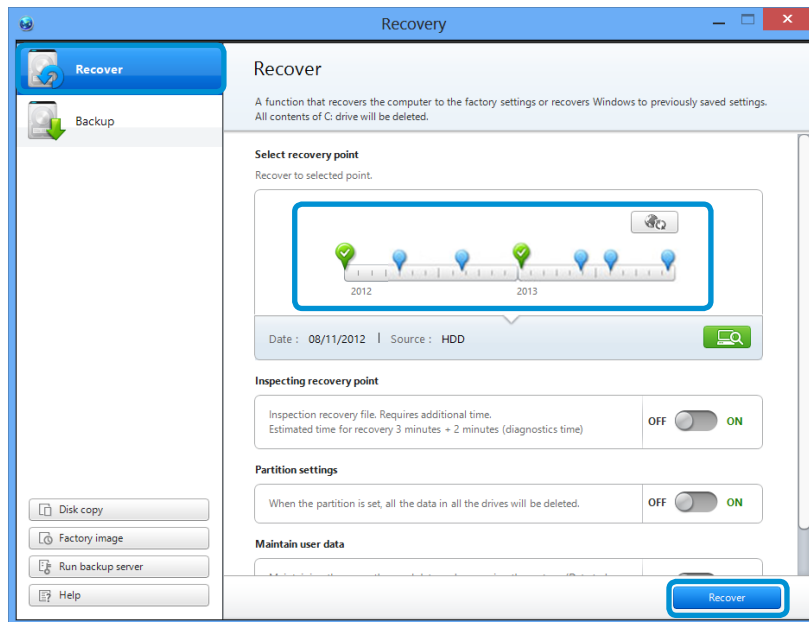 Recovery
Recover
Backup
Disk copy
Factory image
Run backup server
Help
Recover
A function that recovers the computer to the factory settings or recovers Windows to previously saved settings.
All contents of C: drive will be deleted.
Select recovery point
Recover to selected point.
2012 2013
Date : 08/11/2012 | Source : HDD
Inspecting recovery point
Inspection recovery file. Requires additional time.
Estimated time for recovery 3 minutes + 2 minutes (diagnostics time)
OFF ON
Partition settings
When the partition is set, all the data in all the drives will be deleted.
OFF ON
Maintain user data
Recover